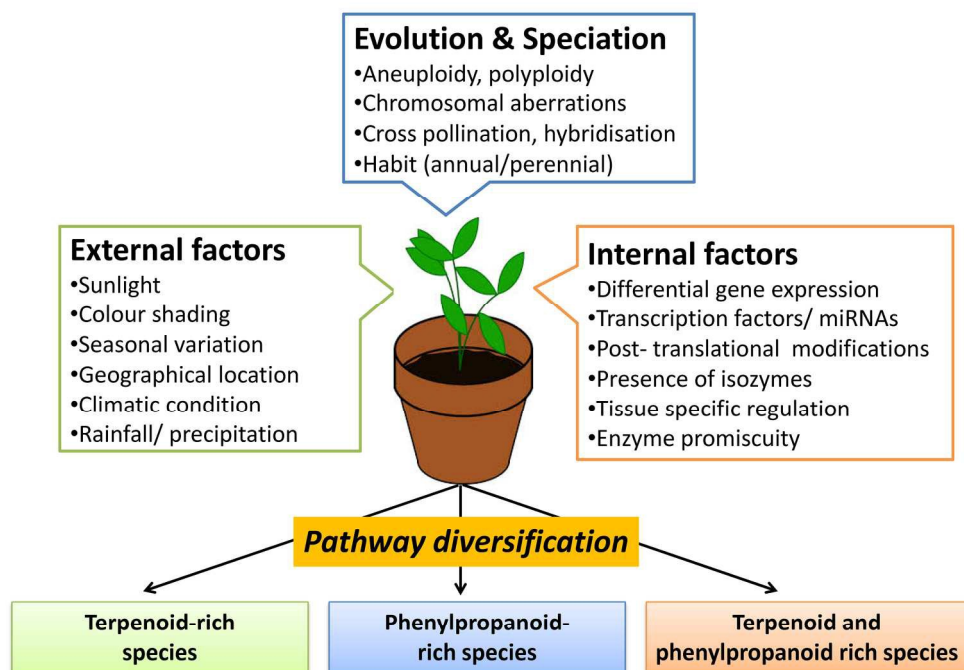 Evolution & Speciation
•Aneuploidy, polyploidy
•Chromosomal aberrations
•Cross pollination, hybridisation
•Habit (annual/perennial)
External factors
•Sunlight
•Colour shading
•Seasonal variation
•Geographical location
•Climatic condition
•Rainfall/ precipitation
Internal factors
•Differential gene expression
•Transcription factors/ miRNAs
•Post- translational modifications
•Presence of isozymes
•Tissue specific regulation
•Enzyme promiscuity
Pathway diversification
Terpenoid-rich
species
Phenylpropanoid-
rich species
Terpenoid and
phenylpropanoid rich species